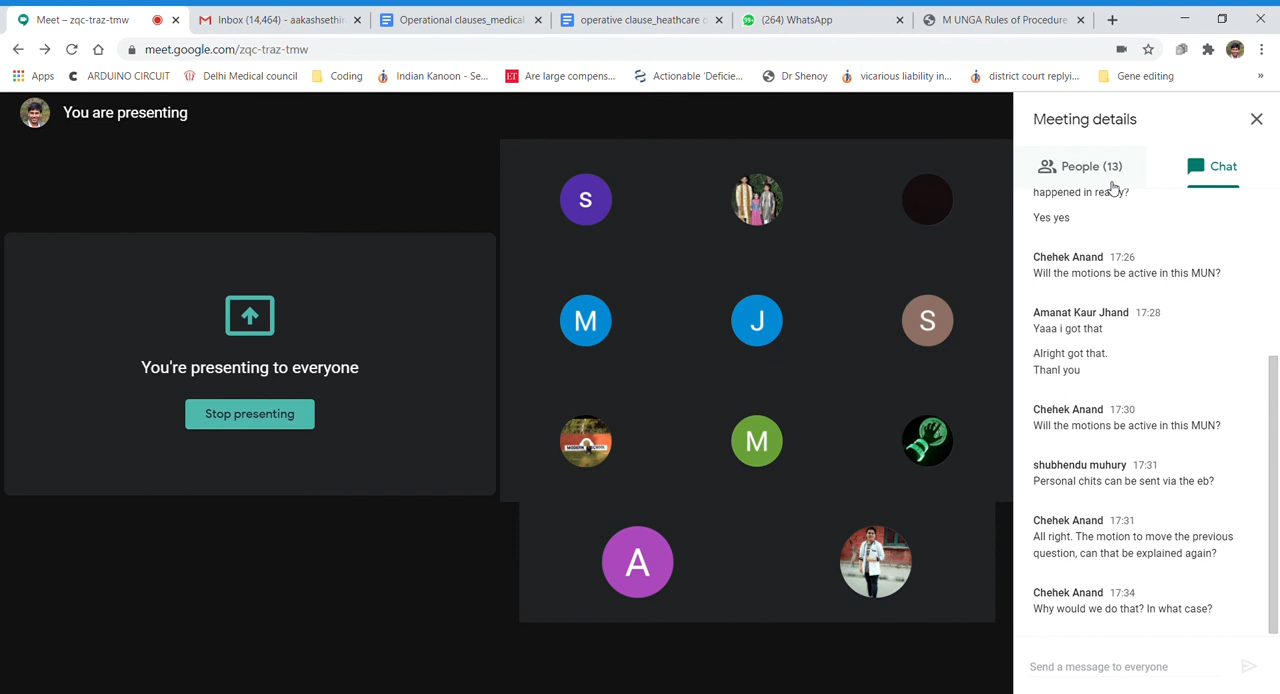 Meet – zqc-traz-tmw
Inbox (14,464) - aakashsethi
Operational clauses_medical
operative clause_heathcare c
(264) WhatsApp
M UNGA Rules of Procedure
meet.google.com/zqc-traz-tmw
Apps
ARDUINO CIRCUIT
Delhi Medical council
Coding
Indian Kanoon - Se...
ET
Are large compens...
Actionable 'Deficie...
Dr Shenoy
vicarious liability in...
district court replyi...
Gene editing
You are presenting
You're presenting to everyone
Stop presenting
S
M
J
S
M
A
Meeting details
People (13)
Chat
happened in
Yes yes
Chehek Anand 17:26
Will the motions be active in this MUN?
Amanat Kaur Jhand 17:28
Yaaa i got that
Alright got that.
Thanl you
Chehek Anand 17:30
Will the motions be active in this MUN?
shubhendu muhury 17:31
Personal chits can be sent via the eb?
Chehek Anand 17:31
All right. The motion to move the previous
question, can that be explained again?
Chehek Anand 17:34
Why would we do that? In what case?
Send a message to everyone